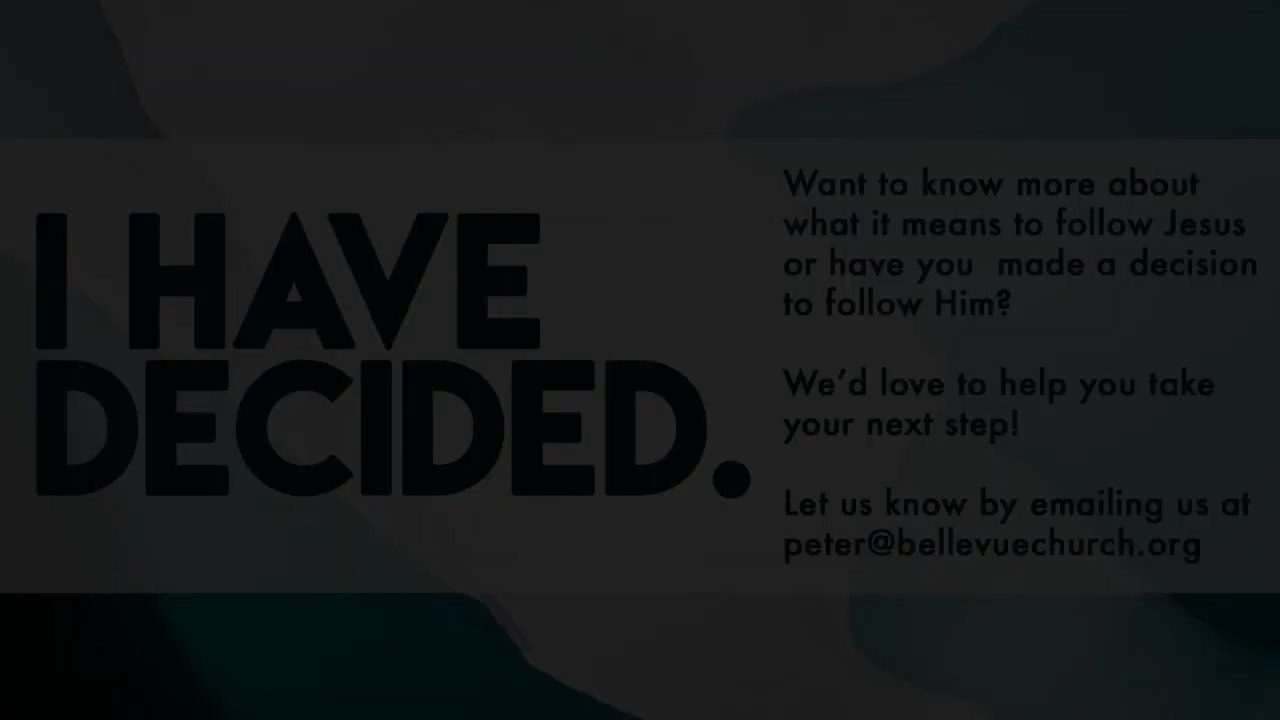 I HAVE
DECIDED.
Want to know more about
what it means to follow Jesus
or have you  made a decision
to follow Him?
We’d love to help you take
your next step!
Let us know by emailing us at
peter@bellevuechurch.org